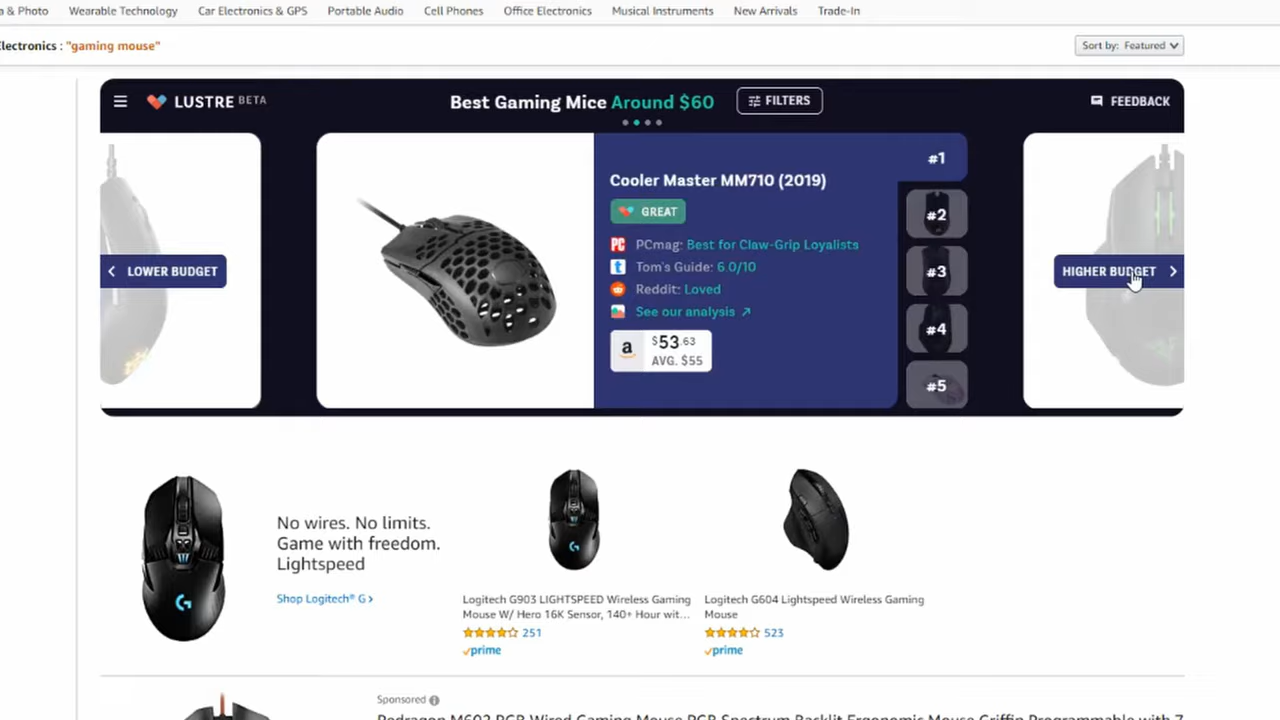 a & Photo Wearable Technology Car Electronics & GPS Portable Audio Cell Phones Office Electronics Musical Instruments New Arrivals Trade-In
Electronics : "gaming mouse"
Sort by: Featured
LUSTRE BETA
Best Gaming Mice Around $60
FILTERS
FEEDBACK
LOWER BUDGET
Cooler Master MM710 (2019)
GREAT
PC PCmag: Best for Claw-Grip Loyalists
t Tom's Guide: 6.0/10
Reddit: Loved
See our analysis ↗
a $53.63
AVG. $55
#1
#2
#3
#4
#5
HIGHER BUDGET
No wires. No limits.
Game with freedom.
Lightspeed
Shop Logitech® G ›
Logitech G903 LIGHTSPEED Wireless Gaming
Mouse W/ Hero 16K Sensor, 140+ Hour wit...
251
prime
Logitech G604 Lightspeed Wireless Gaming
Mouse
523
prime
Sponsored
Redragon M602 RGB Wired Gaming Mouse RGB Spectrum Backlit Ergonomic Mouse Griffin Programmable with 7